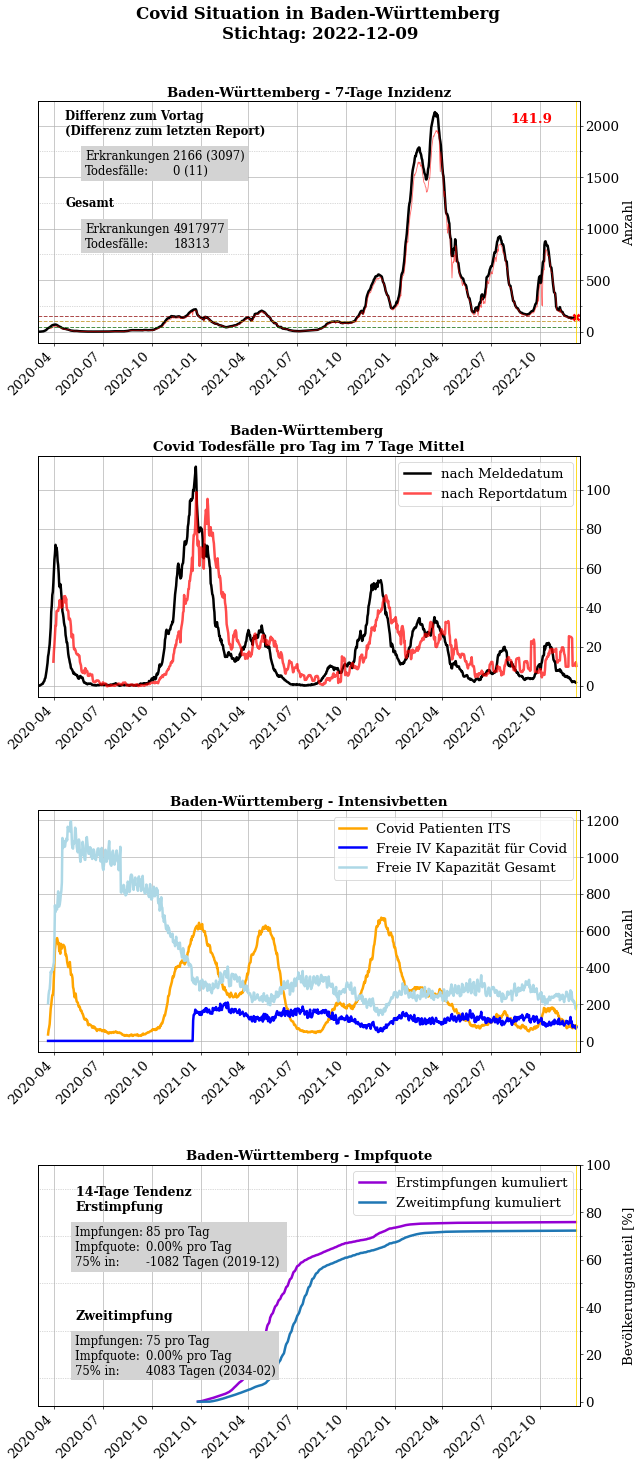 Covid Situation in Baden-Württemberg
Stichtag: 2022-12-09
Baden-Württemberg - 7-Tage Inzidenz
Differenz zum Vortag
(Differenz zum letzten Report)
Erkrankungen 2166 (3097)
Todesfälle: 0 (11)
Gesamt
Erkrankungen 4917977
Todesfälle: 18313
141.9
2000
1500
1000
500
0
Anzahl
2020-04
2020-07
2020-10
2021-01
2021-04
2021-07
2021-10
2022-01
2022-04
2022-07
2022-10
Baden-Württemberg
Covid Todesfälle pro Tag im 7 Tage Mittel
nach Meldedatum
nach Reportdatum
100
80
60
40
20
0
2020-04
2020-07
2020-10
2021-01
2021-04
2021-07
2021-10
2022-01
2022-04
2022-07
2022-10
Baden-Württemberg - Intensivbetten
Covid Patienten ITS
Freie IV Kapazität für Covid
Freie IV Kapazität Gesamt
1200
1000
800
600
400
200
0
Anzahl
2020-04
2020-07
2020-10
2021-01
2021-04
2021-07
2021-10
2022-01
2022-04
2022-07
2022-10
Baden-Württemberg - Impfquote
14-Tage Tendenz
Erstimpfung
Impfungen: 85 pro Tag
Impfquote: 0.00% pro Tag
75% in: -1082 Tagen (2019-12)
Zweitimpfung
Impfungen: 75 pro Tag
Impfquote: 0.00% pro Tag
75% in: 4083 Tagen (2034-02)
Erstimpfungen kumuliert
Zweitimpfung kumuliert
100
80
60
40
20
0
Bevölkerungsanteil [%]
2020-04
2020-07
2020-10
2021-01
2021-04
2021-07
2021-10
2022-01
2022-04
2022-07
2022-10